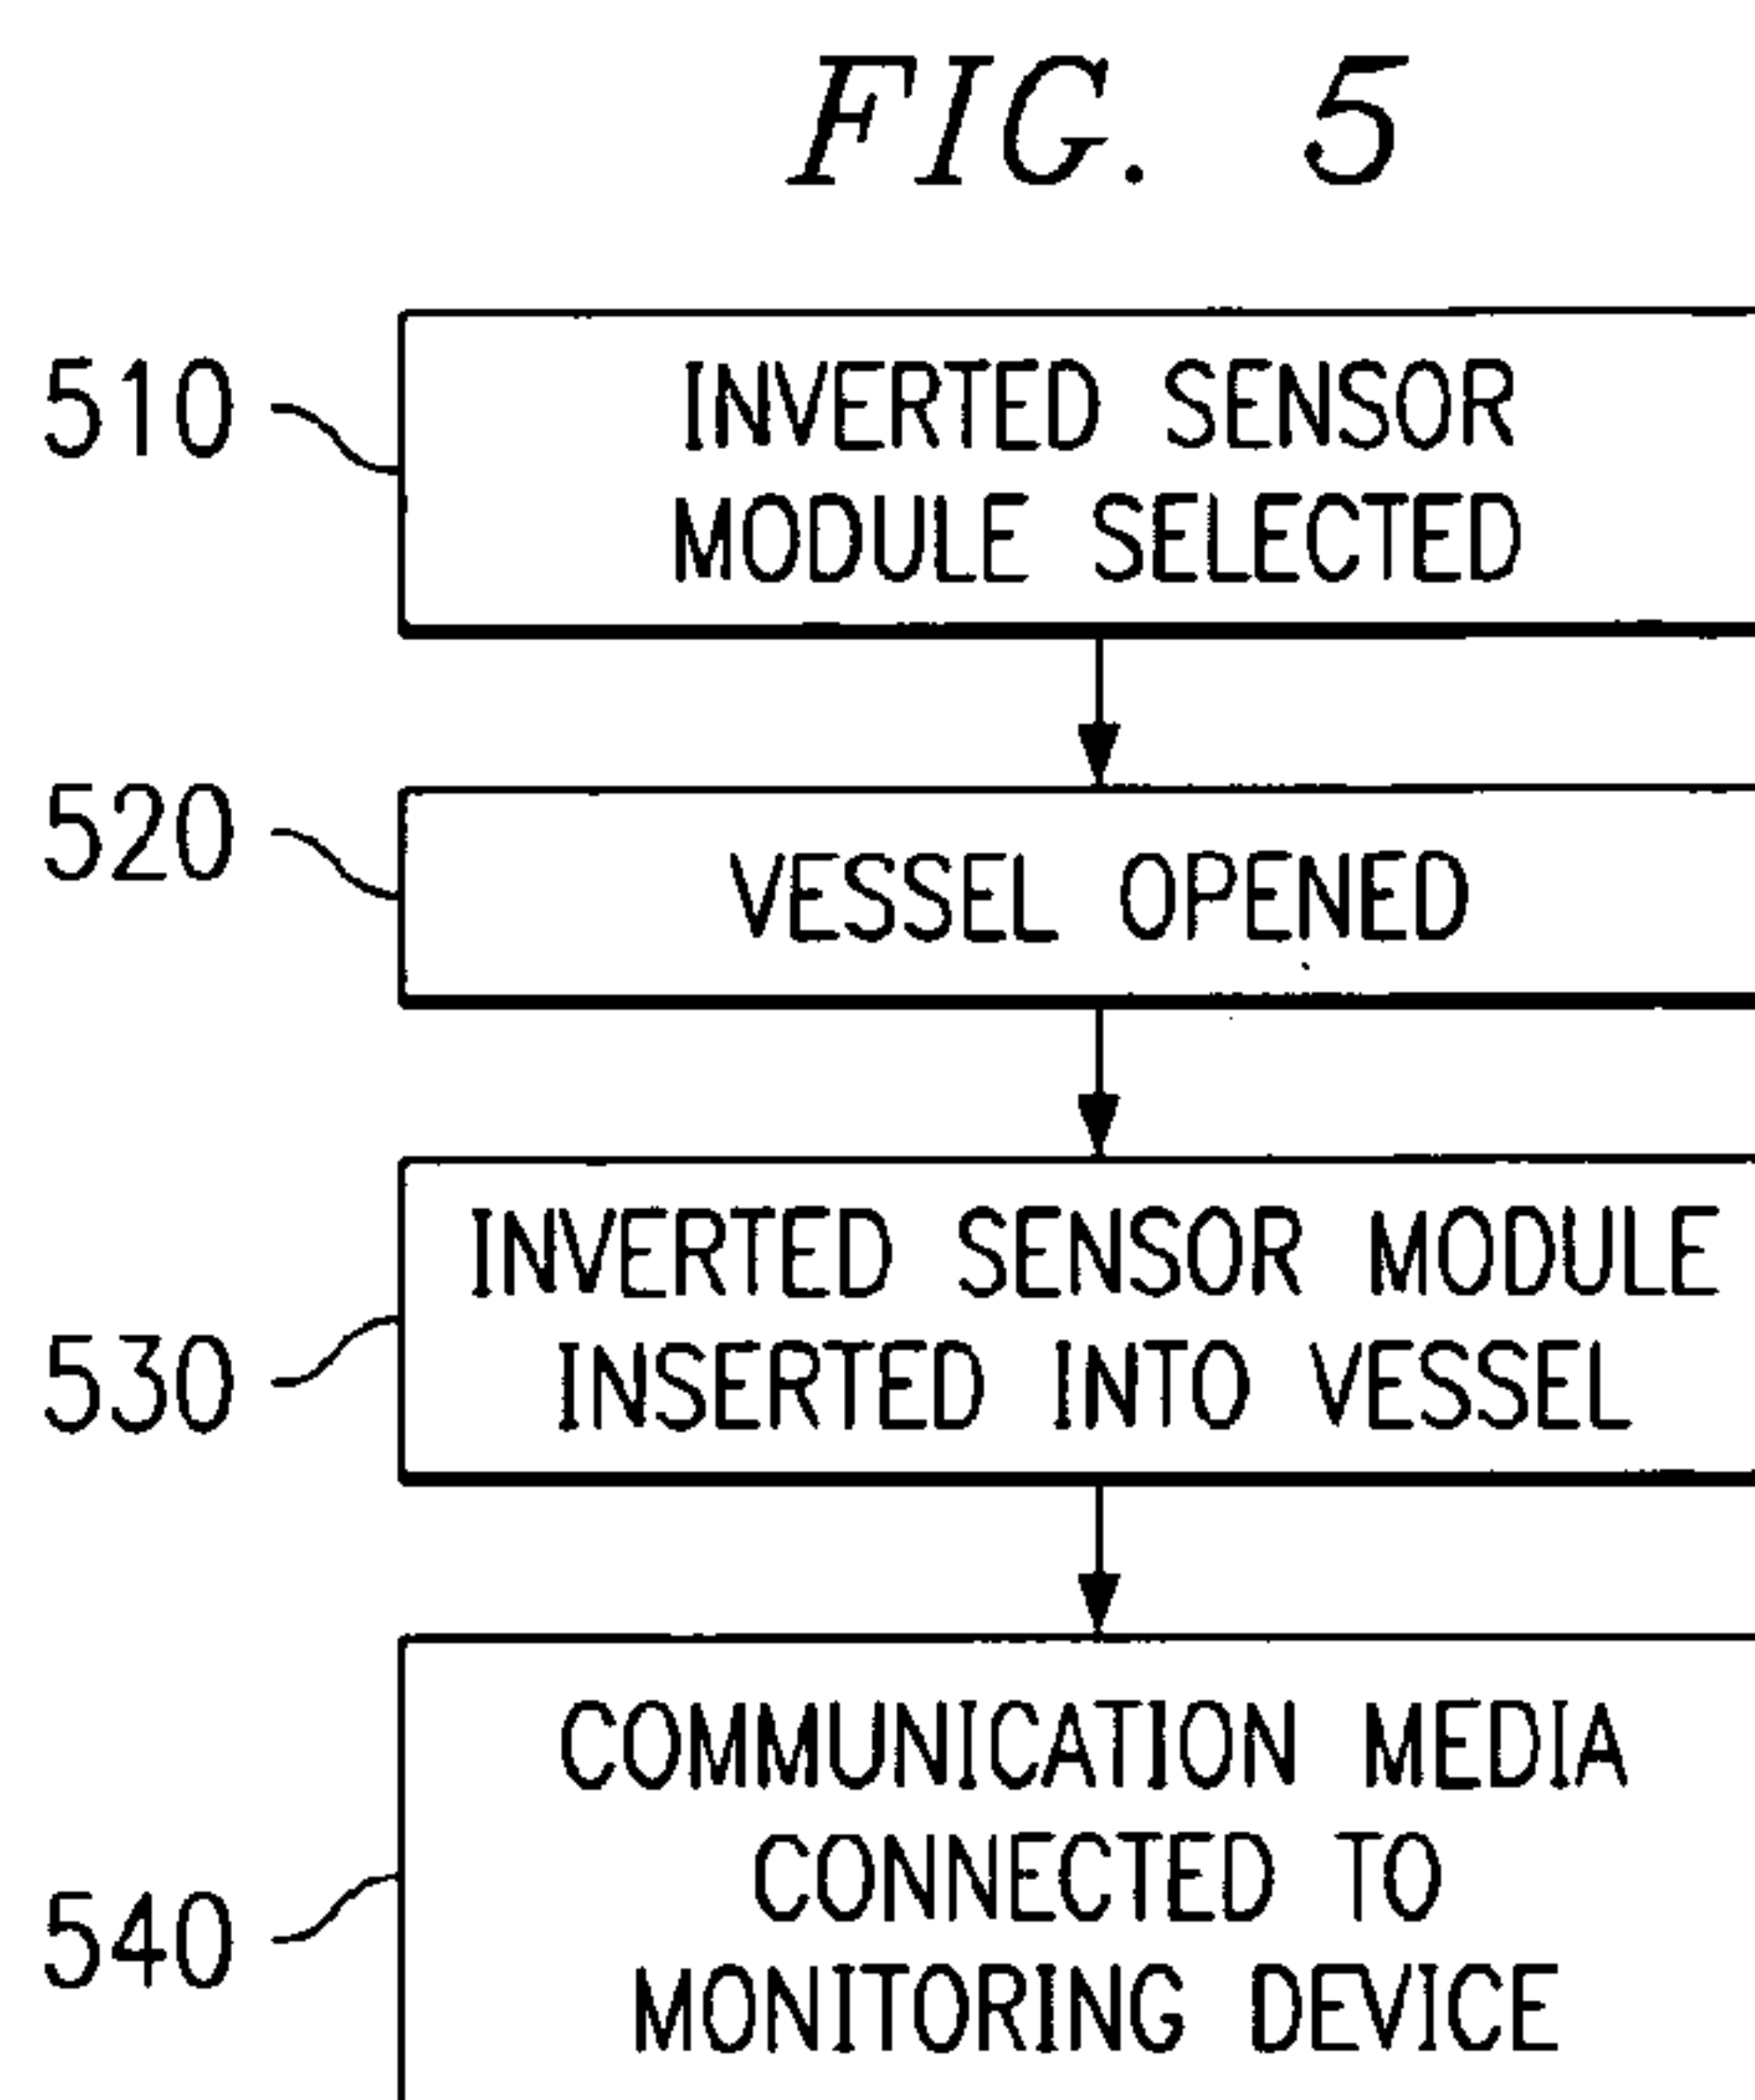 FIG. 5
510
INVERTED SENSOR
MODULE SELECTED
520
VESSEL OPENED
530
INVERTED SENSOR MODULE
INSERTED INTO VESSEL
540
COMMUNICATION MEDIA
CONNECTED TO
MONITORING DEVICE